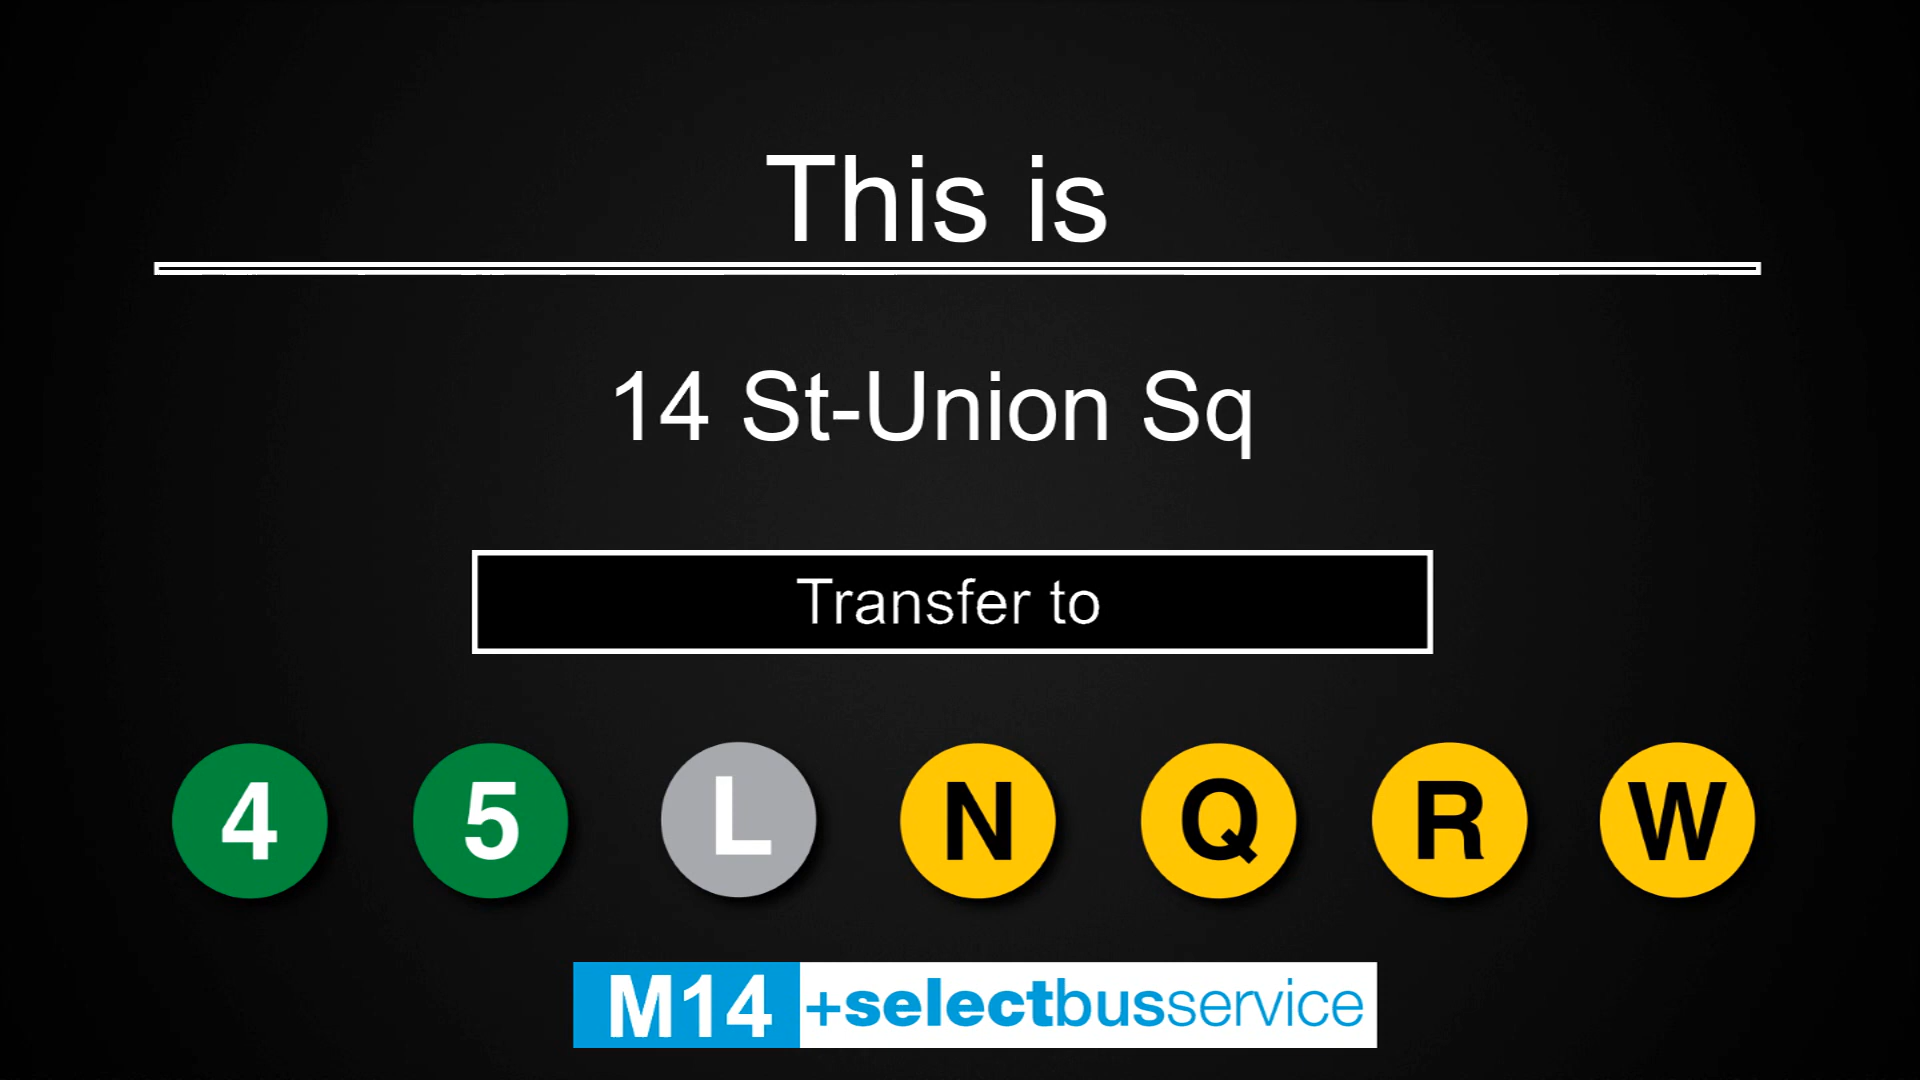 This is
14 St-Union Sq
Transfer to
4 5 L N Q R W
M14 +selectbusservice